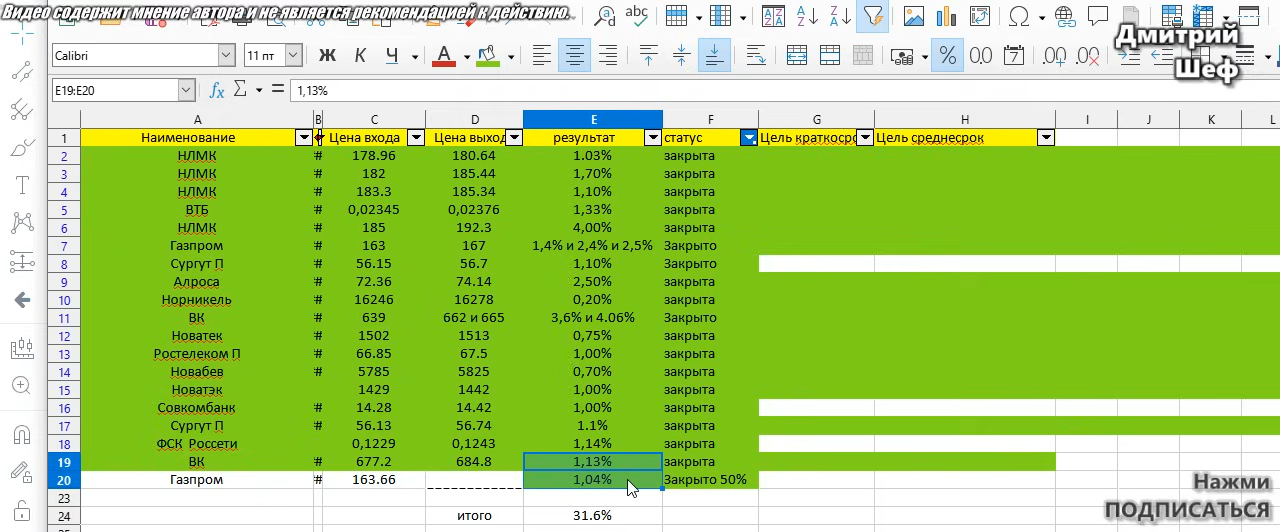 Видео содержит мнение автора и не является рекомендацией к действию..
Дмитрий
Шеф
Calibri 11 пт Ж К Ч
E19:E20 1,13%
A B C D E F G H I J K L
1 Наименование Цена входа Цена выход результат статус Цель краткосро Цель среднесрок
2 НЛМК # 178.96 180.64 1.03% закрыта
3 НЛМК # 182 185.44 1,70% закрыта
4 НЛМК # 183.3 185.34 1,10% закрыта
5 ВТБ # 0,02345 0,02376 1,33% закрыта
6 НЛМК # 185 192.3 4,00% закрыта
7 Газпром # 163 167 1,4% и 2,4% и 2,5% Закрыто
8 Сургут П # 56.15 56.7 1,10% Закрыто
9 Алроса # 72.36 74.14 2,50% закрыта
10 Норникель # 16246 16278 0,20% закрыта
11 ВК # 639 662 и 665 3,6% и 4.06% Закрыто
12 Новатек # 1502 1513 0,75% закрыта
13 Ростелеком П # 66.85 67.5 1,00% закрыта
14 Новабев # 5785 5825 0,70% закрыта
15 Новатэк 1429 1442 1,00% закрыта
16 Совкомбанк # 14.28 14.42 1,00% закрыта
17 Сургут П # 56.13 56.74 1.1% закрыта
18 ФСК Россети 0,1229 0,1243 1,14% закрыта
19 ВК # 677.2 684.8 1,13% закрыта
20 Газпром # 163.66 1,04% Закрыто 50%
23
24 итого 31.6%
Нажми
ПОДПИСАТЬСЯ